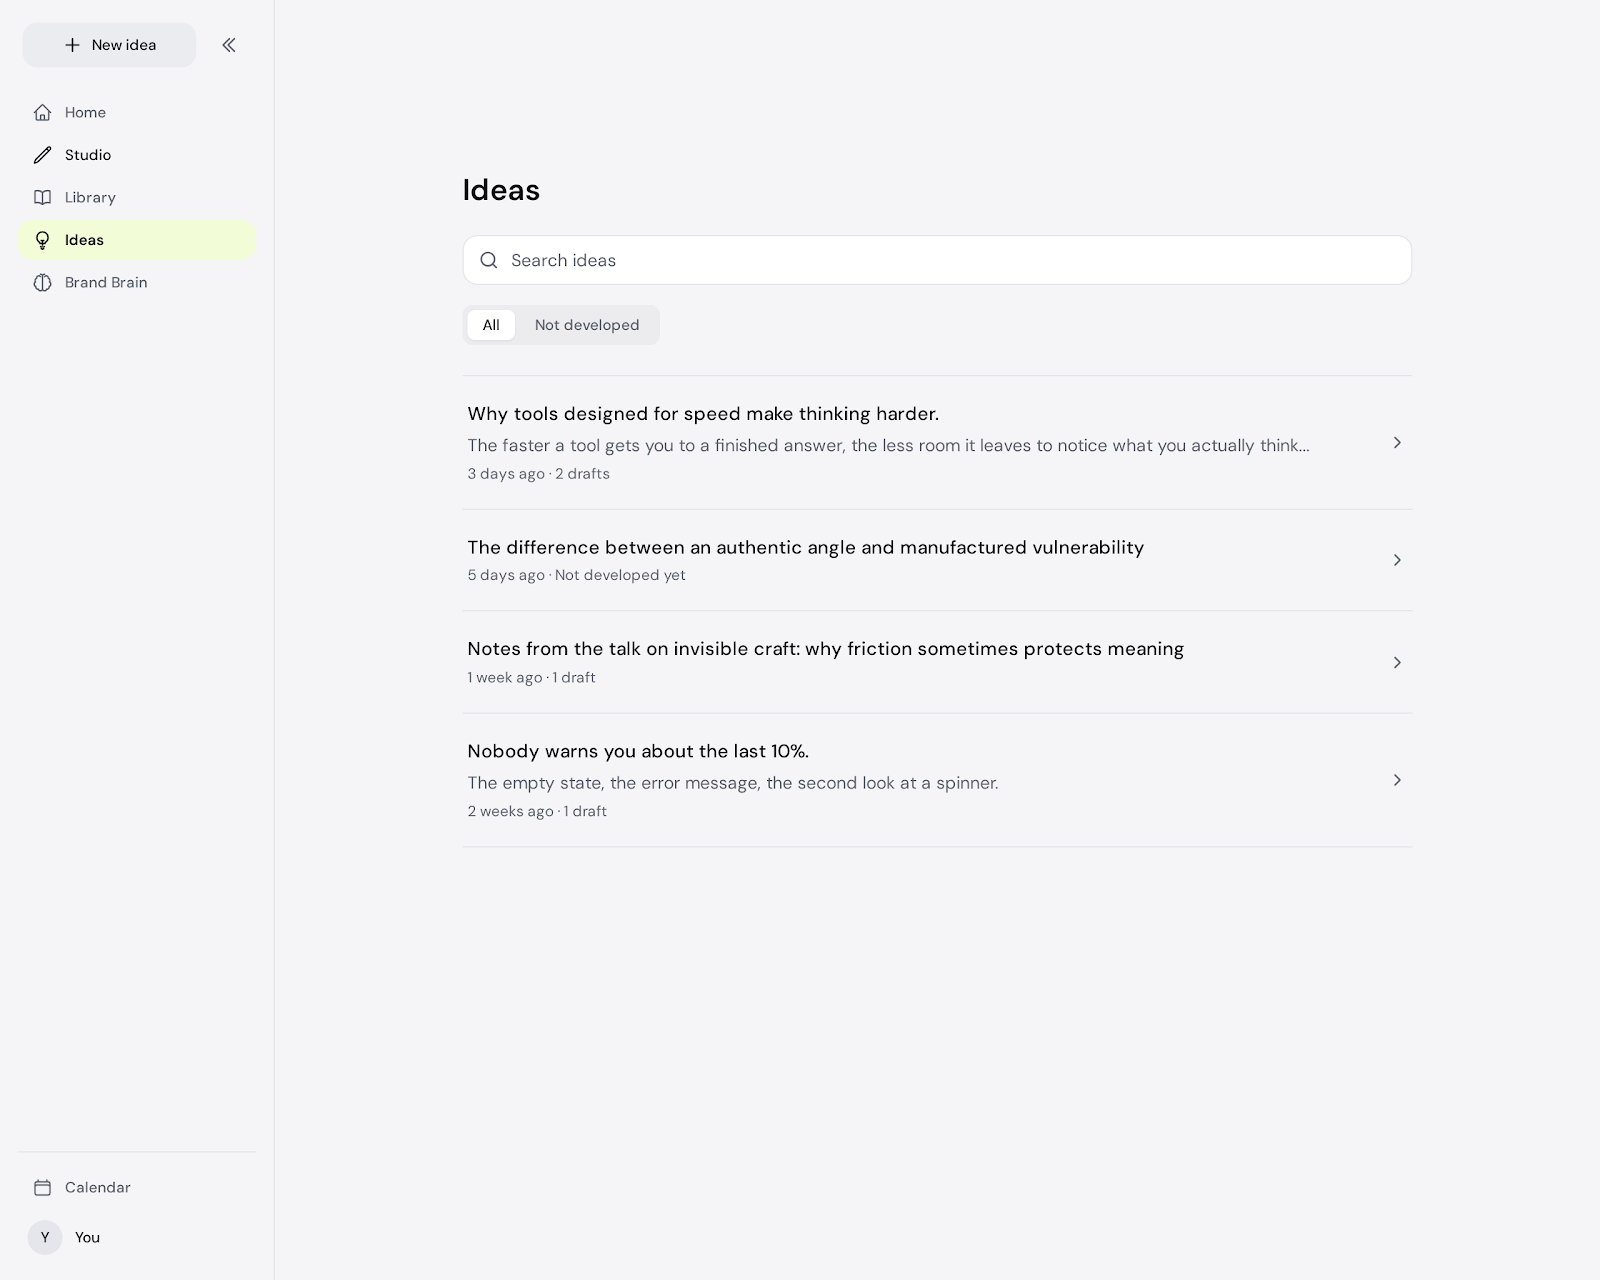 New idea
Home
Studio
Library
Ideas
Brand Brain
Calendar
Y
You
Ideas
Search ideas
All
Not developed
Why tools designed for speed make thinking harder.
The faster a tool gets you to a finished answer, the less room it leaves to notice what you actually think...
3 days ago · 2 drafts
The difference between an authentic angle and manufactured vulnerability
5 days ago · Not developed yet
Notes from the talk on invisible craft: why friction sometimes protects meaning
1 week ago · 1 draft
Nobody warns you about the last 10%.
The empty state, the error message, the second look at a spinner.
2 weeks ago · 1 draft